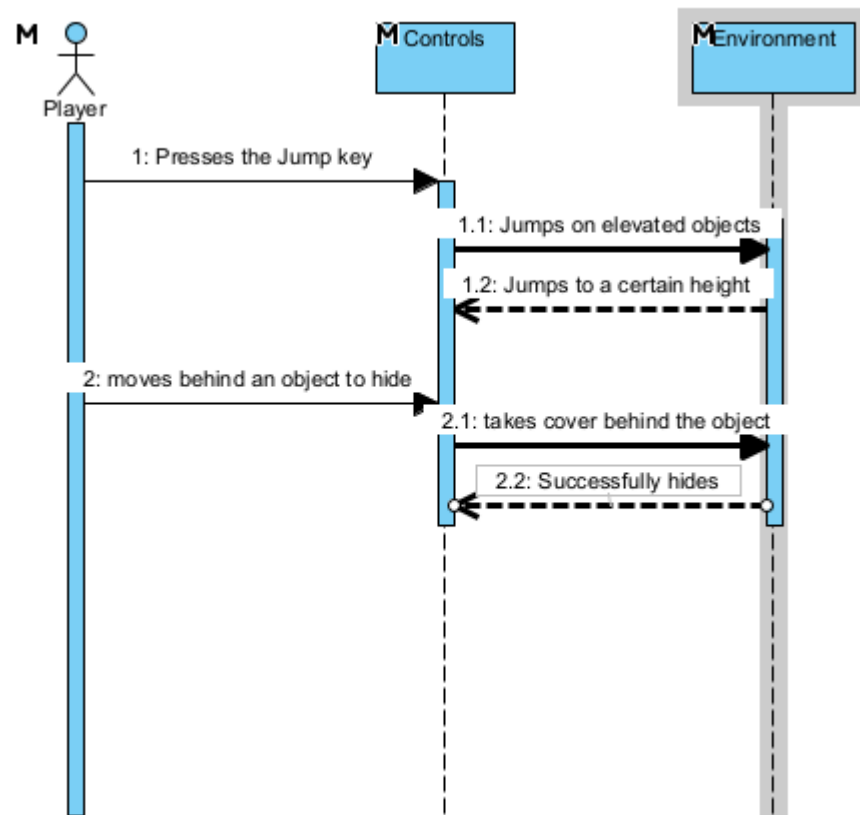 M
Player
M Controls
M Environment
1: Presses the Jump key
1.1: Jumps on elevated objects
1.2: Jumps to a certain height
2: moves behind an object to hide
2.1: takes cover behind the object
2.2: Successfully hides